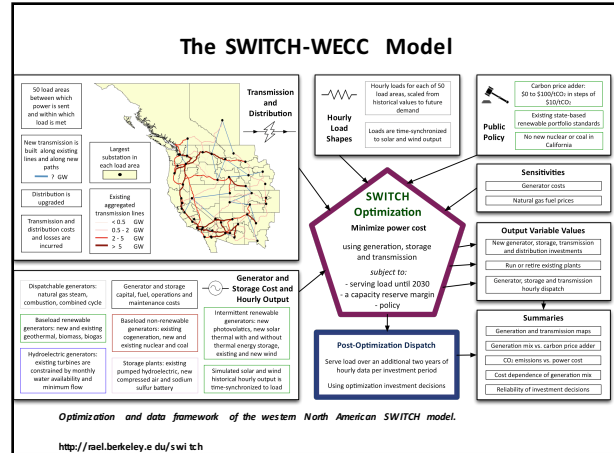 The SWITCH-WECC Model
50 load areas
between which
power is sent
and within which
load is met
New transmission is
built along existing
lines and along new
paths
? GW
Distribution is
upgraded
Transmission and
distribution costs
and losses are
incurred
Largest
substation in
each load area
Existing
aggregated
transmission lines
< 0.5 GW
0.5 - 2 GW
2 - 5 GW
> 5 GW
Transmission
and
Distribution
Hourly
Load
Shapes
Hourly loads for each of 50
load areas, scaled from
historical values to future
demand
Loads are time-synchronized
to solar and wind output
Public
Policy
Carbon price adder:
$0 to $100/tCO₂ in steps of
$10/tCO₂
Existing state-based
renewable portfolio standards
No new nuclear or coal in
California
SWITCH
Optimization
Minimize power cost
using generation, storage
and transmission
subject to:
- serving load until 2030
- a capacity reserve margin
- policy
Sensitivities
Generator costs
Natural gas fuel prices
Output Variable Values
New generator, storage, transmission
and distribution investments
Run or retire existing plants
Generator, storage and transmission
hourly dispatch
Summaries
Generation and transmission maps
Generation mix vs. carbon price adder
CO₂ emissions vs. power cost
Cost dependence of generation mix
Reliability of investment decisions
Dispatchable generators:
natural gas steam,
combustion, combined cycle
Baseload renewable
generators: new and existing
geothermal, biomass, biogas
Hydroelectric generators:
existing turbines are
constrained by monthly
water availability and
minimum flow
Generator and storage
capital, fuel, operations and
maintenance costs
Baseload non-renewable
generators: existing
cogeneration, new and
existing nuclear and coal
Storage plants: existing
pumped hydroelectric, new
compressed air and sodium
sulfur battery
Generator and
Storage Cost and
Hourly Output
Intermittent renewable
generators: new
photovoltaics, new solar
thermal with and without
thermal energy storage,
existing and new wind
Simulated solar and wind
historical hourly output is
time-synchronized to load
Post-Optimization Dispatch
Serve load over an additional two years of
hourly data per investment period
Using optimization investment decisions
Optimization and data framework of the western North American SWITCH model.
http://rael.berkeley.e du/swi tch